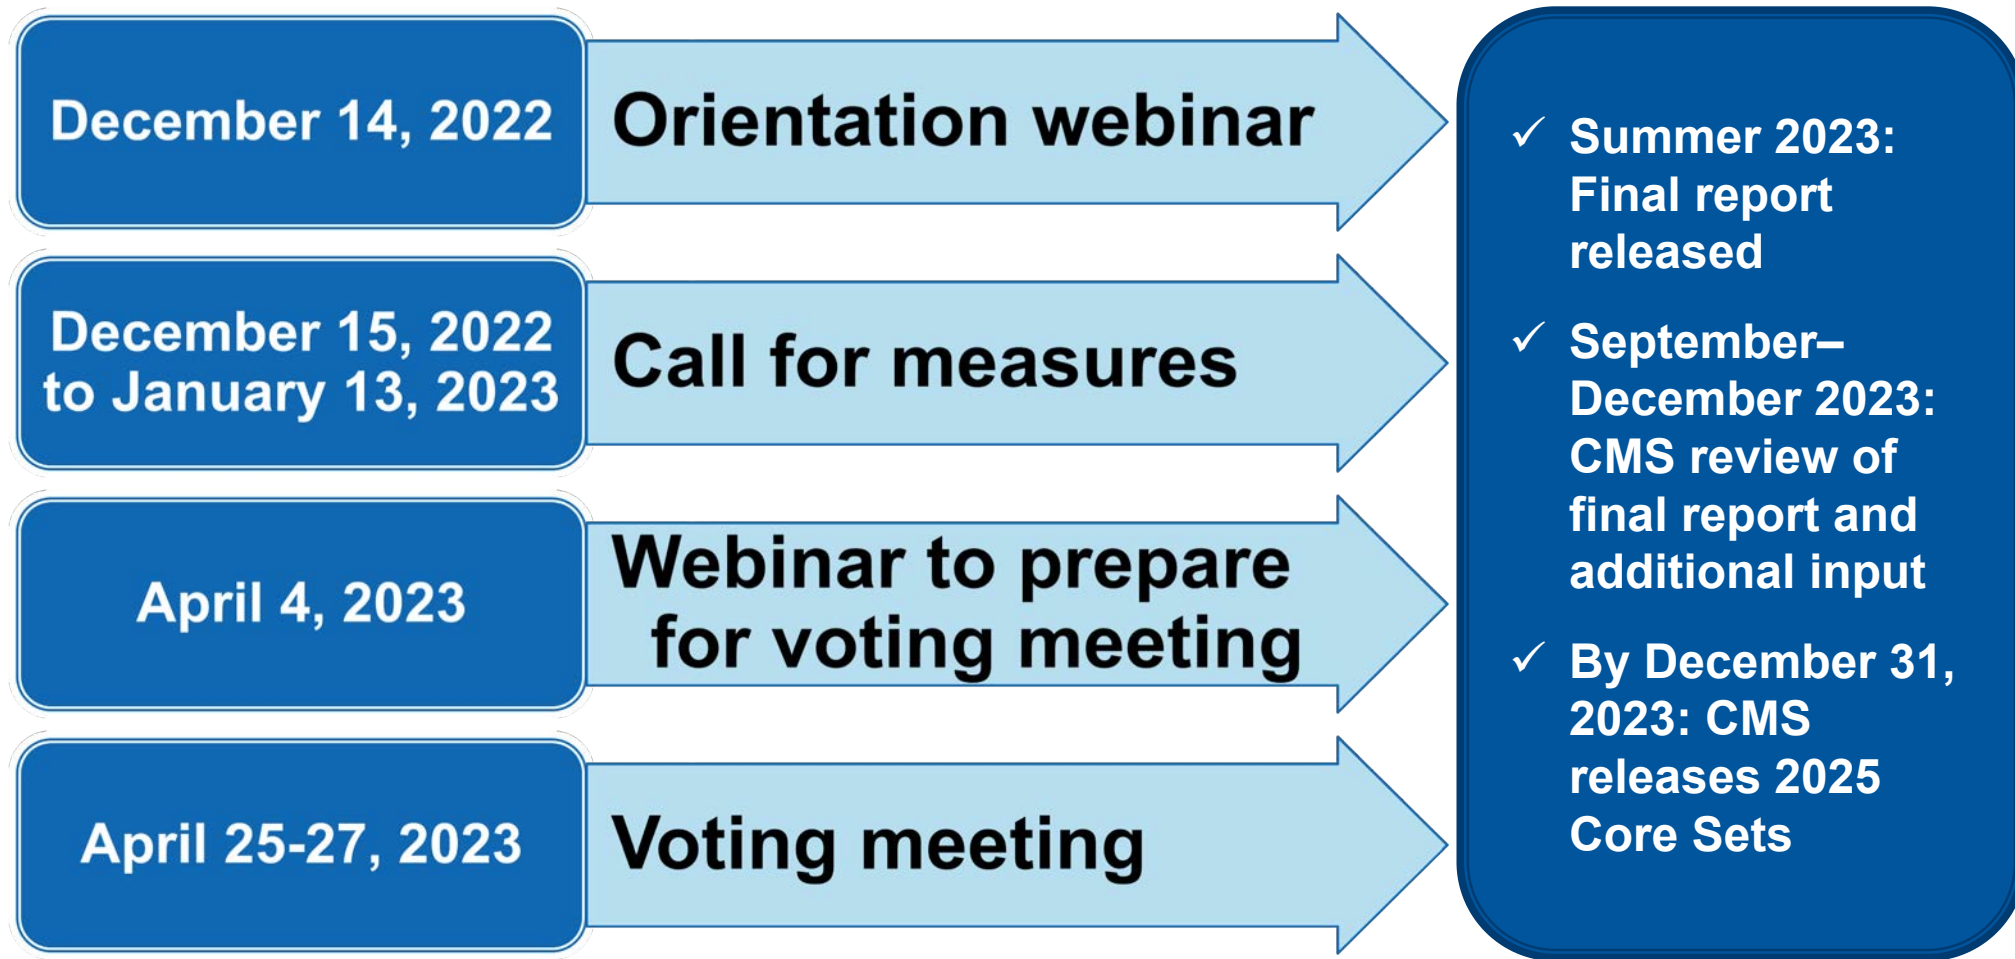 December 14, 2022
Orientation webinar
December 15, 2022
to January 13, 2023
Call for measures
April 4, 2023
Webinar to prepare
for voting meeting
April 25-27, 2023
Voting meeting
✓ Summer 2023:
Final report
released
✓ September–
December 2023:
CMS review of
final report and
additional input
✓ By December 31,
2023: CMS
releases 2025
Core Sets